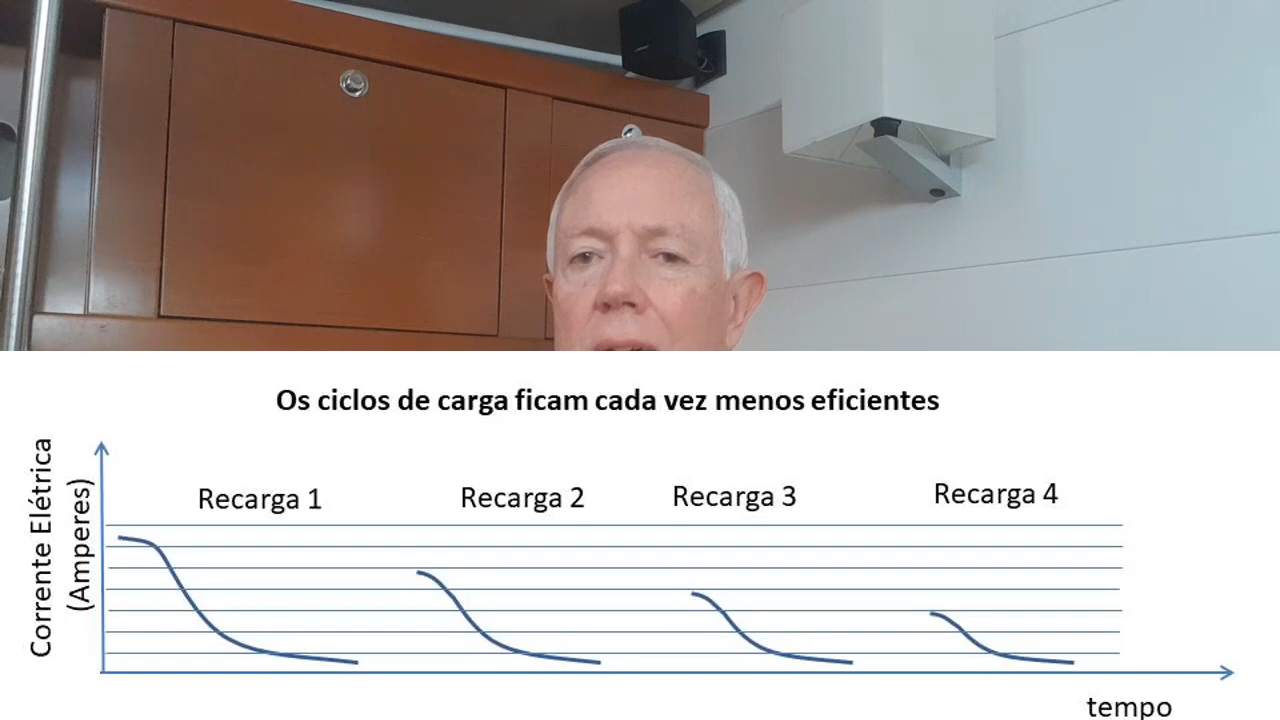 Os ciclos de carga ficam cada vez menos eficientes
Corrente Elétrica
(Amperes)
Recarga 1
Recarga 2
Recarga 3
Recarga 4
tempo